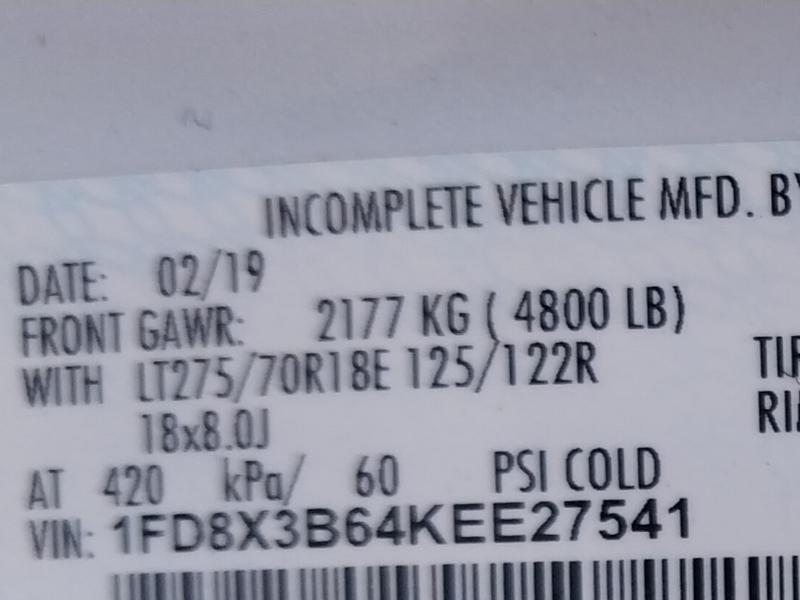 INCOMPLETE VEHICLE MFD. BY
DATE: 02/19
FRONT GAWR: 2177 KG ( 4800 LB)
WITH LT275/70R18E 125/122R
18x8.0J
AT 420 kPa/ 60 PSI COLD
VIN: 1FD8X3B64KEE27541